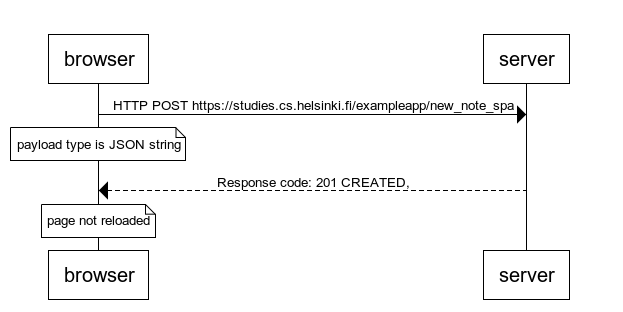 browser
server
HTTP POST https://studies.cs.helsinki.fi/exampleapp/new_note_spa
payload type is JSON string
Response code: 201 CREATED,
page not reloaded
browser
server